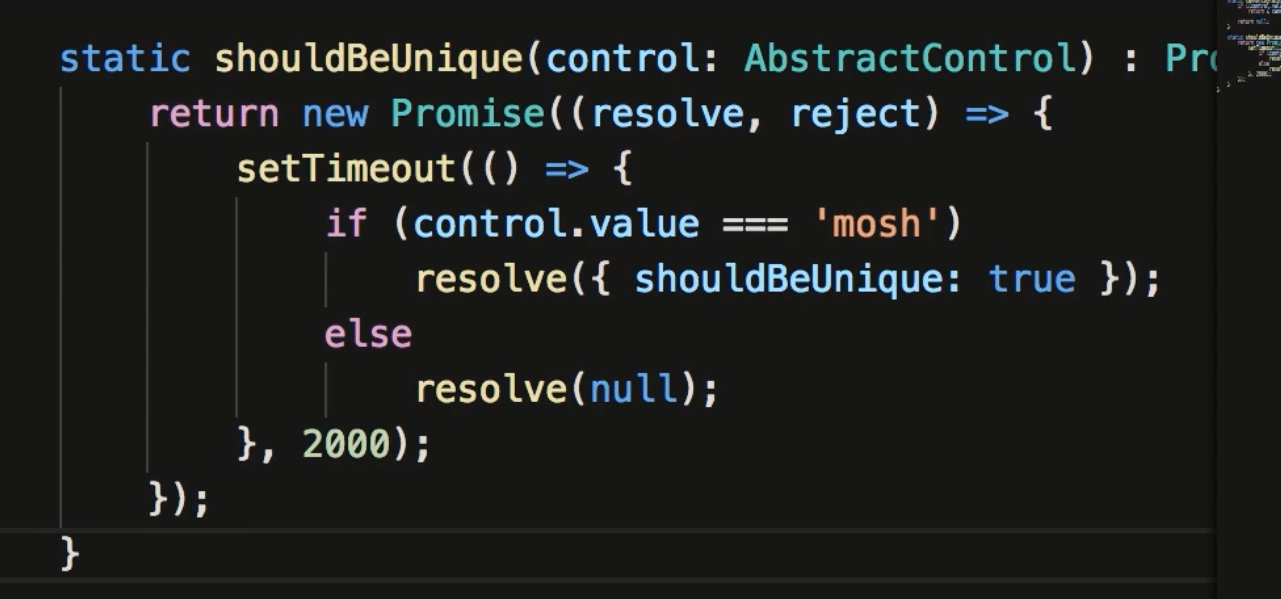 static shouldBeUnique(control: AbstractControl) : Pro
return new Promise((resolve, reject) => {
setTimeout(() => {
if (control.value === 'mosh')
resolve({ shouldBeUnique: true });
else
resolve(null);
}, 2000);
});
}